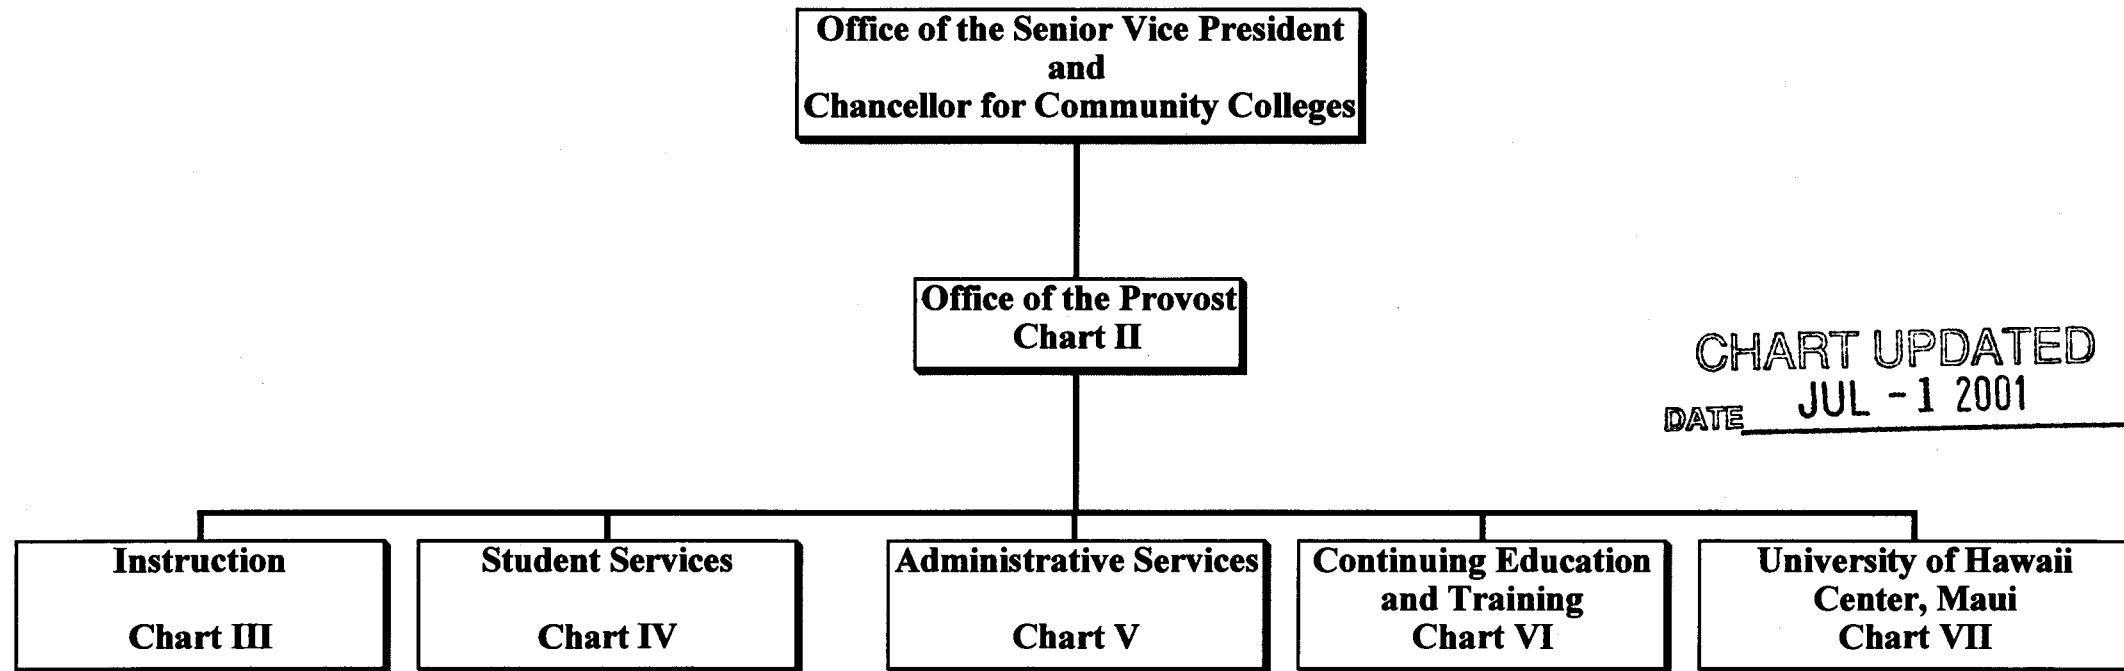 Office of the Senior Vice President
and
Chancellor for Community Colleges
Office of the Provost
Chart II
CHART UPDATED
DATE JUL - 1 2001
Instruction
Chart III
Student Services
Chart IV
Administrative Services
Chart V
Continuing Education
and Training
Chart VI
University of Hawaii
Center, Maui
Chart VII